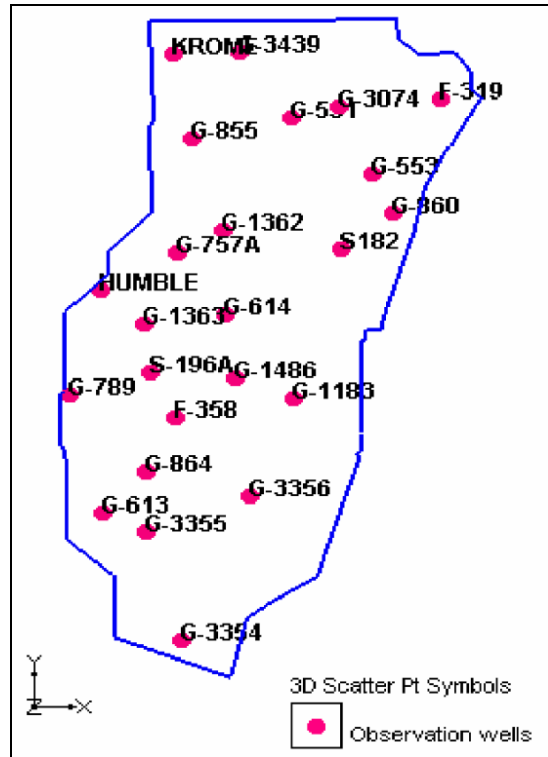 KROME
G-3439
F-319
G-3074
G-551
G-855
G-553
G-860
G-1362
S182
G-757A
HUMBLE
G-614
G-1363
S-196A
G-1486
G-789
G-1183
F-358
G-864
G-3356
G-613
G-3355
G-3354
Y
Z
X
3D Scatter Pt Symbols
Observation wells